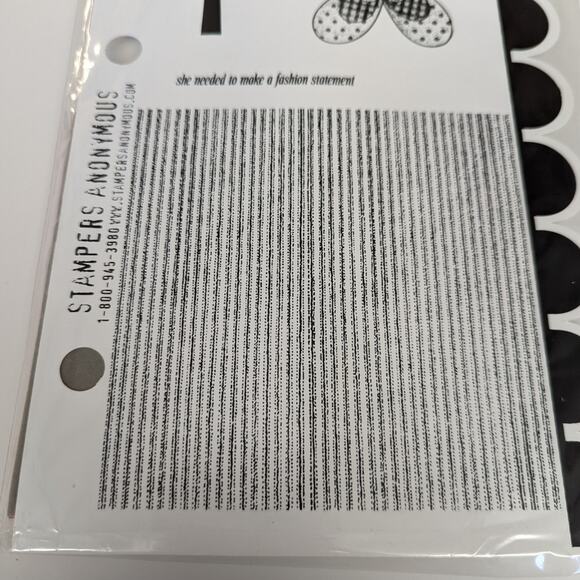 she needed to make a fashion statement
STAMPERS ANONYMOUS
1-800-945-3980 WWW.STAMPERSANONYMOUS.COM